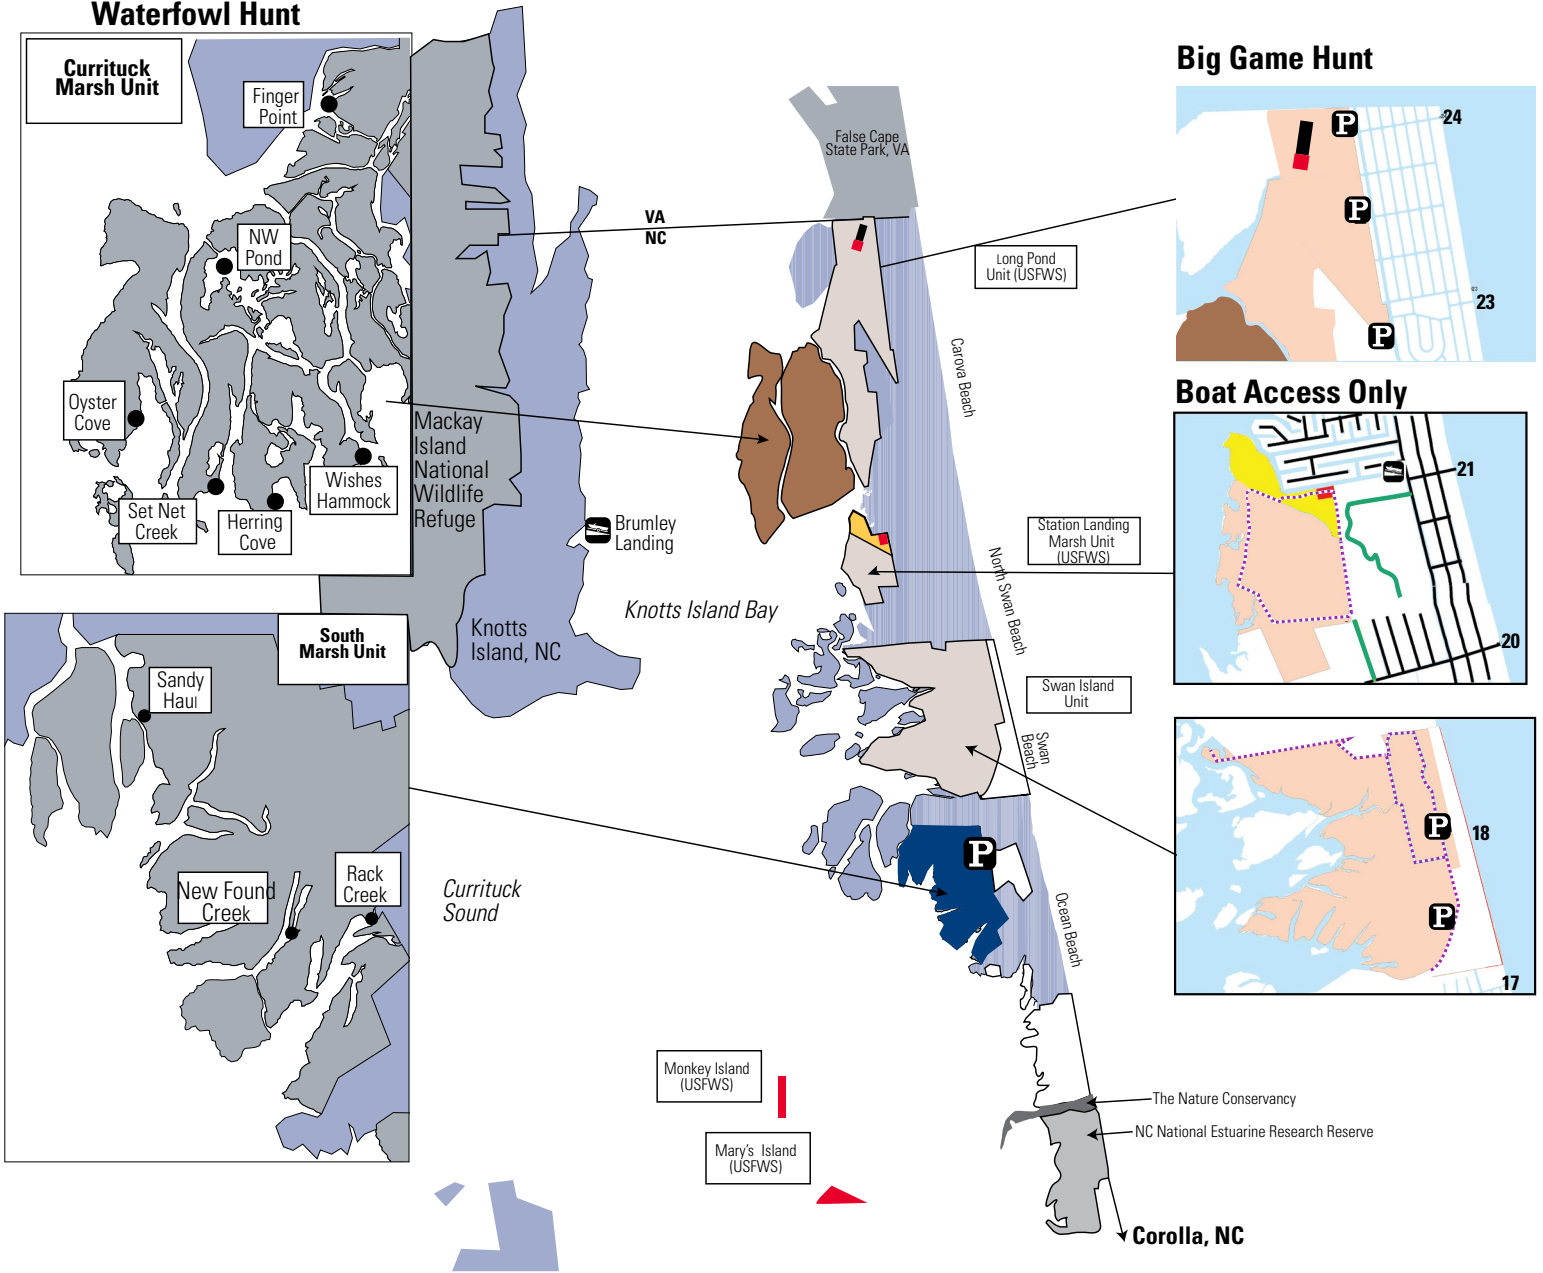 Waterfowl Hunt
Currituck
Marsh Unit
Finger
Point
NW
Pond
Oyster
Cove
Set Net
Creek
Herring
Cove
Wishes
Hammock
South
Marsh Unit
Sandy
Haul
New Found
Creek
Rack
Creek
Mackay
Island
National
Wildlife
Refuge
Knotts
Island, NC
Brumley
Landing
Knotts Island Bay
Currituck
Sound
VA
NC
False Cape
State Park, VA
Long Pond
Unit (USFWS)
Carova Beach
Station Landing
Marsh Unit
(USFWS)
North Swan Beach
Swan Island
Unit
Swan
Beach
P
Ocean Beach
Monkey Island
(USFWS)
Mary's Island
(USFWS)
The Nature Conservancy
NC National Estuarine Research Reserve
Corolla, NC
Big Game Hunt
P
24
P
23
P
Boat Access Only
21
20
P
18
P
17